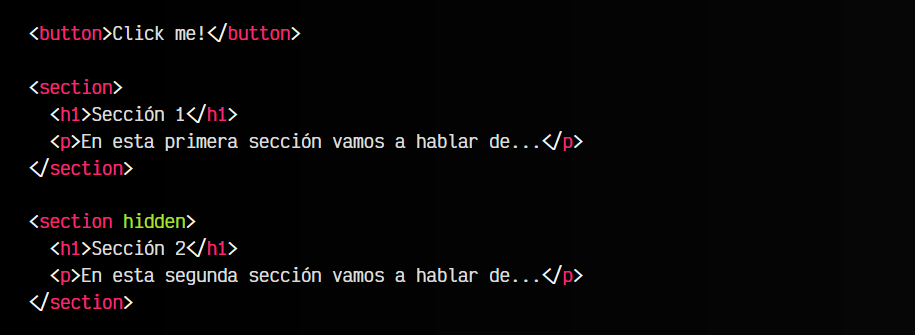 <button>Click me!</button>
<section>
<h1>Sección 1</h1>
<p>En esta primera sección vamos a hablar de...</p>
</section>
<section hidden>
<h1>Sección 2</h1>
<p>En esta segunda sección vamos a hablar de...</p>
</section>